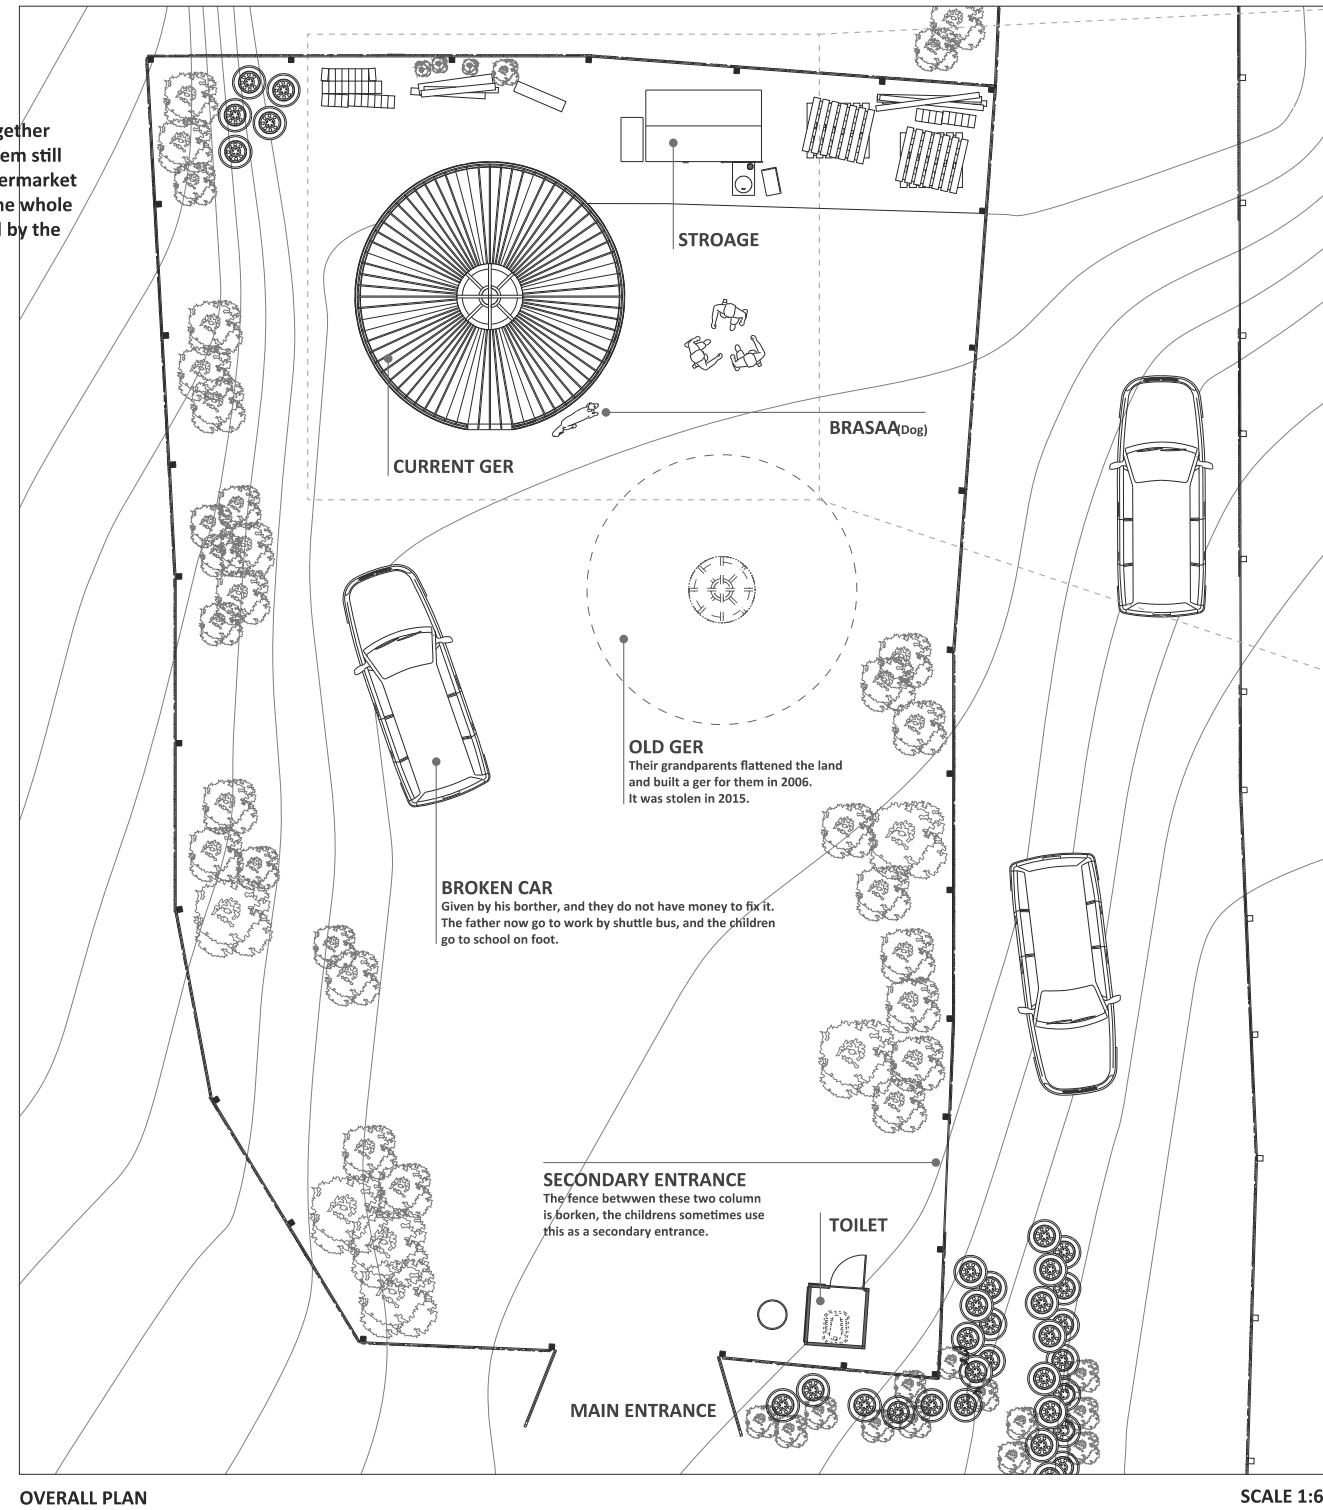 gether
em still
ermarket
ne whole
by the
STROAGE
BRASAA(Dog)
CURRENT GER
OLD GER
Their grandparents flattened the land
and built a ger for them in 2006.
It was stolen in 2015.
BROKEN CAR
Given by his borther, and they do not have money to fix it.
The father now go to work by shuttle bus, and the children
go to school on foot.
SECONDARY ENTRANCE
The fence betwwen these two column
is borken, the childrens sometimes use
this as a secondary entrance.
TOILET
MAIN ENTRANCE
OVERALL PLAN
SCALE 1:6